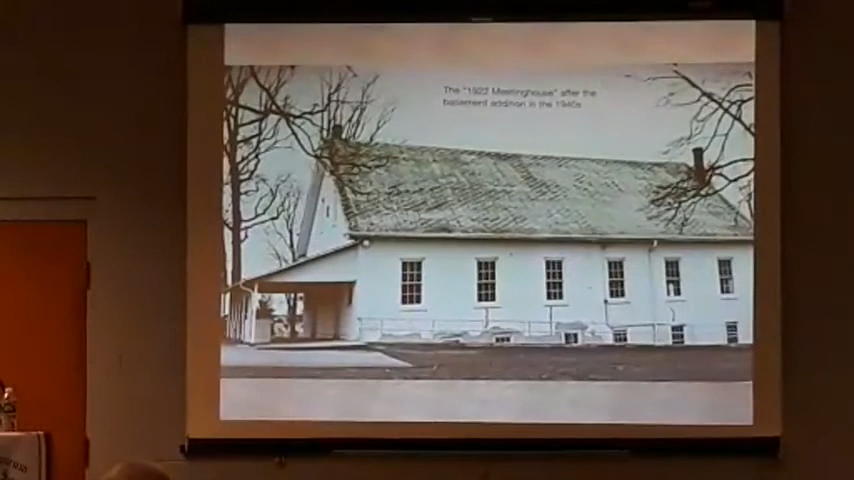 The "1922 Meetinghouse" after the
basement addition in the 1940s